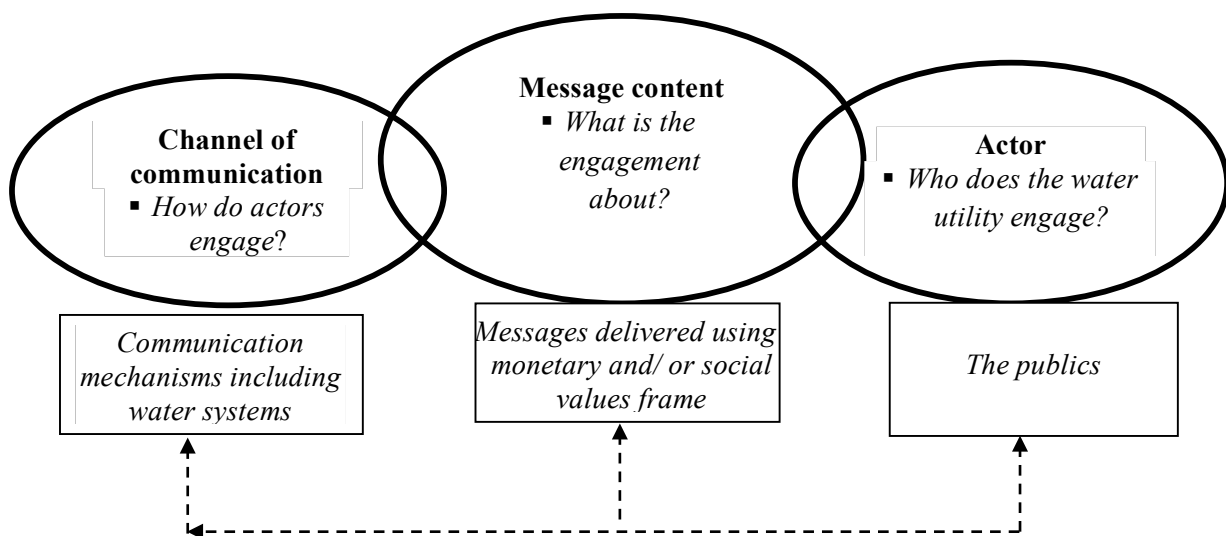 Channel of
communication
▪ How do actors
engage?
Message content
▪ What is the
engagement
about?
Actor
▪ Who does the water
utility engage?
Communication
mechanisms including
water systems
Messages delivered using
monetary and/ or social
values frame
The publics